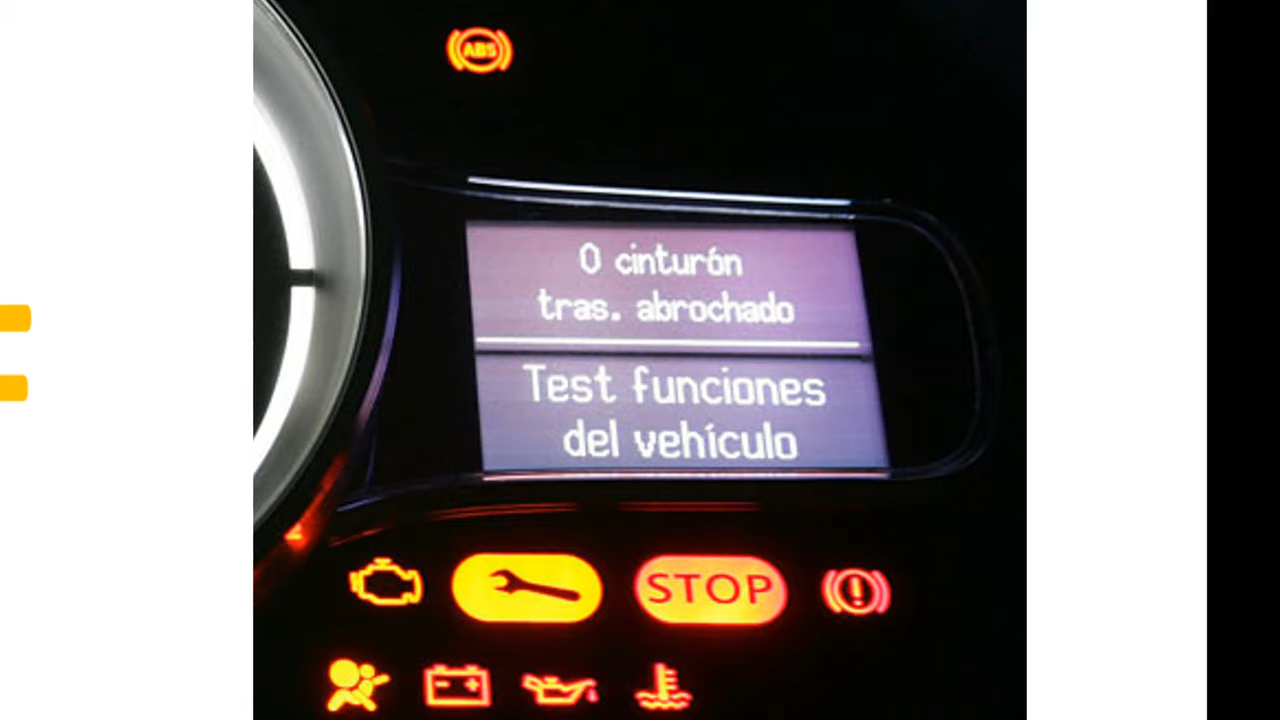 ABS
0 cinturón
tras. abrochado
Test funciones
del vehículo
STOP